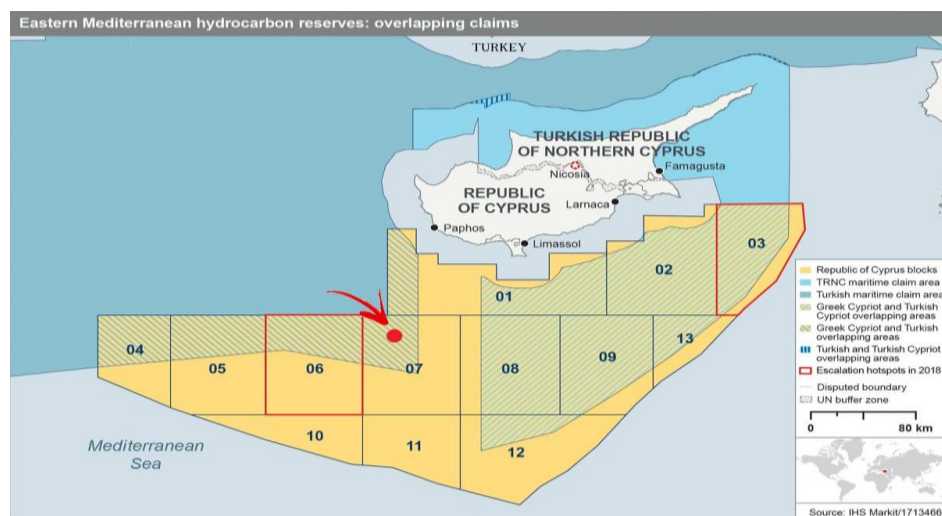 Eastern Mediterranean hydrocarbon reserves: overlapping claims
TURKEY
TURKISH REPUBLIC
OF NORTHERN CYPRUS
Nicosia
Famagusta
REPUBLIC
OF CYPRUS
Larnaca
Paphos
Limassol
03
02
01
13
04
05
06
07
08
09
10
11
12
Mediterranean
Sea
Republic of Cyprus blocks
TRNC maritime claim area
Turkish maritime claim area
Greek Cypriot and Turkish
Cypriot overlapping areas
Greek Cypriot and Turkish
overlapping areas
Turkish and Turkish Cypriot
overlapping areas
Escalation hotspots in 2018
Disputed boundary
UN buffer zone
0 80 km
Source: IHS Markit/1713466